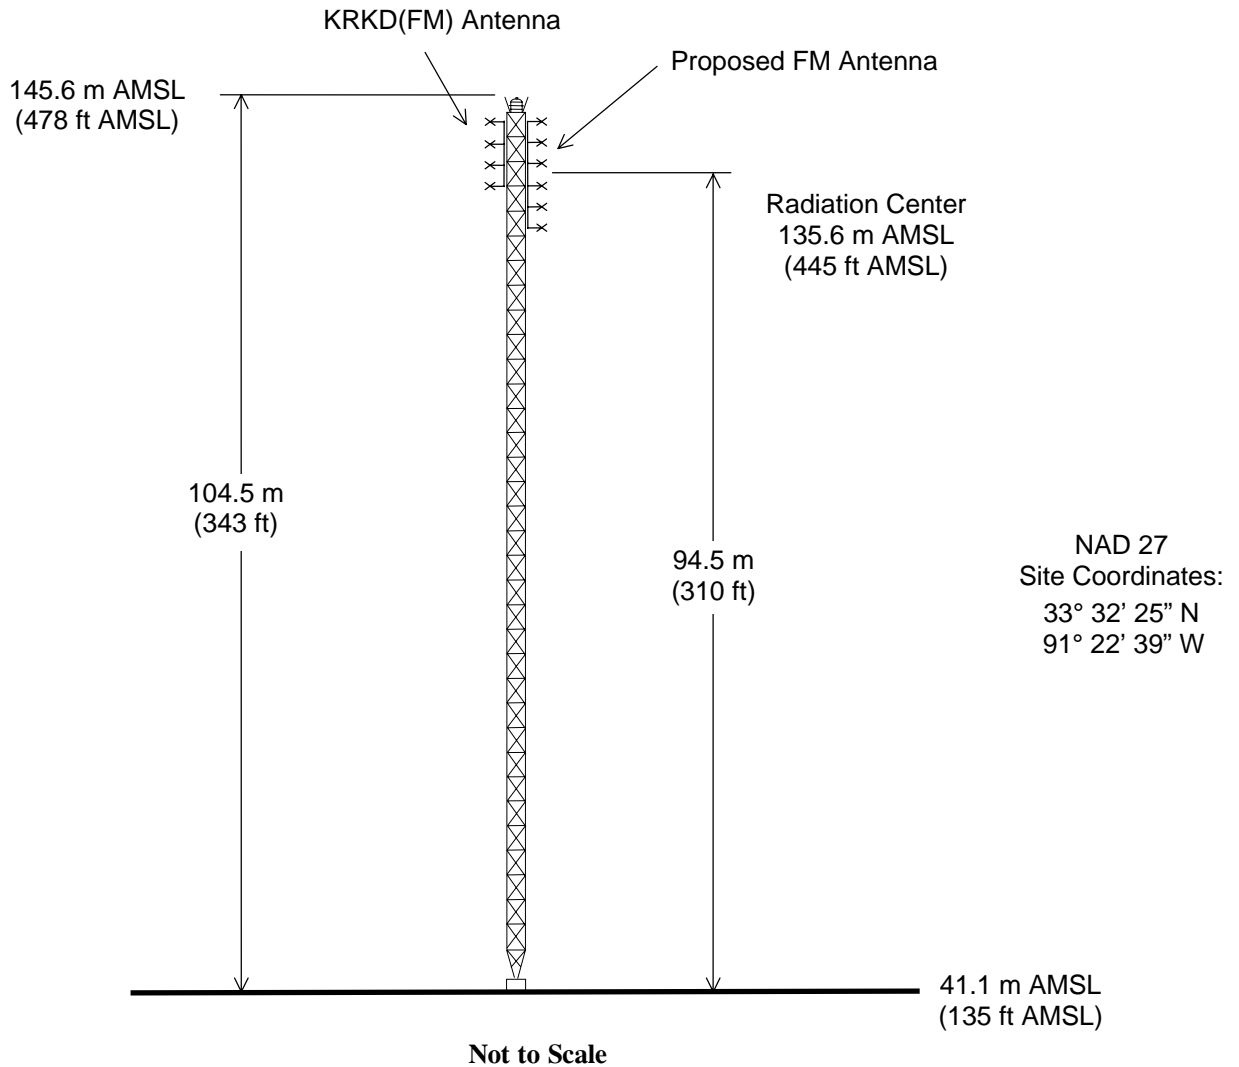 KRKD(FM) Antenna
Proposed FM Antenna
145.6 m AMSL
(478 ft AMSL)
Radiation Center
135.6 m AMSL
(445 ft AMSL)
104.5 m
(343 ft)
94.5 m
(310 ft)
NAD 27
Site Coordinates:
33° 32’ 25” N
91° 22’ 39” W
41.1 m AMSL
(135 ft AMSL)
Not to Scale